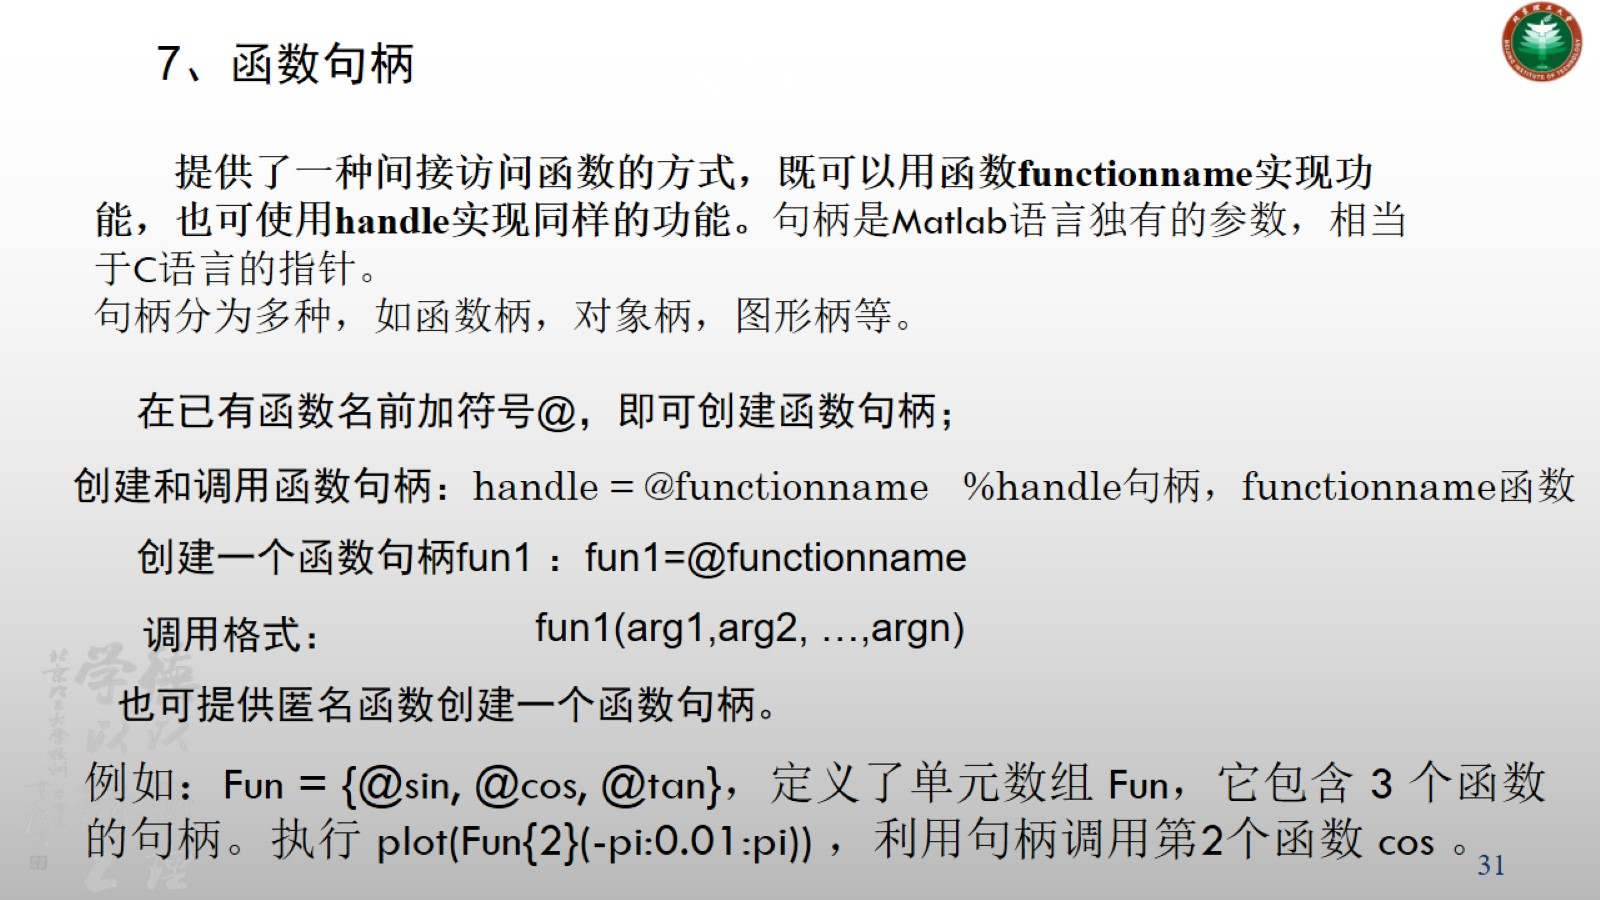 7、函数句柄
提供了一种间接访问函数的方式，既可以用函数functionname实现功
能，也可使用handle实现同样的功能。句柄是Matlab语言独有的参数，相当
于C语言的指针。
句柄分为多种，如函数柄，对象柄，图形柄等。
在已有函数名前加符号@，即可创建函数句柄；
创建和调用函数句柄：handle = @functionname %handle句柄，functionname函数
创建一个函数句柄fun1 ：fun1=@functionname
调用格式： fun1(arg1,arg2, …,argn)
也可提供匿名函数创建一个函数句柄。
例如：Fun = {@sin, @cos, @tan}，定义了单元数组 Fun，它包含 3 个函数
的句柄。执行 plot(Fun{2}(-pi:0.01:pi)) ，利用句柄调用第2个函数 cos 。
31